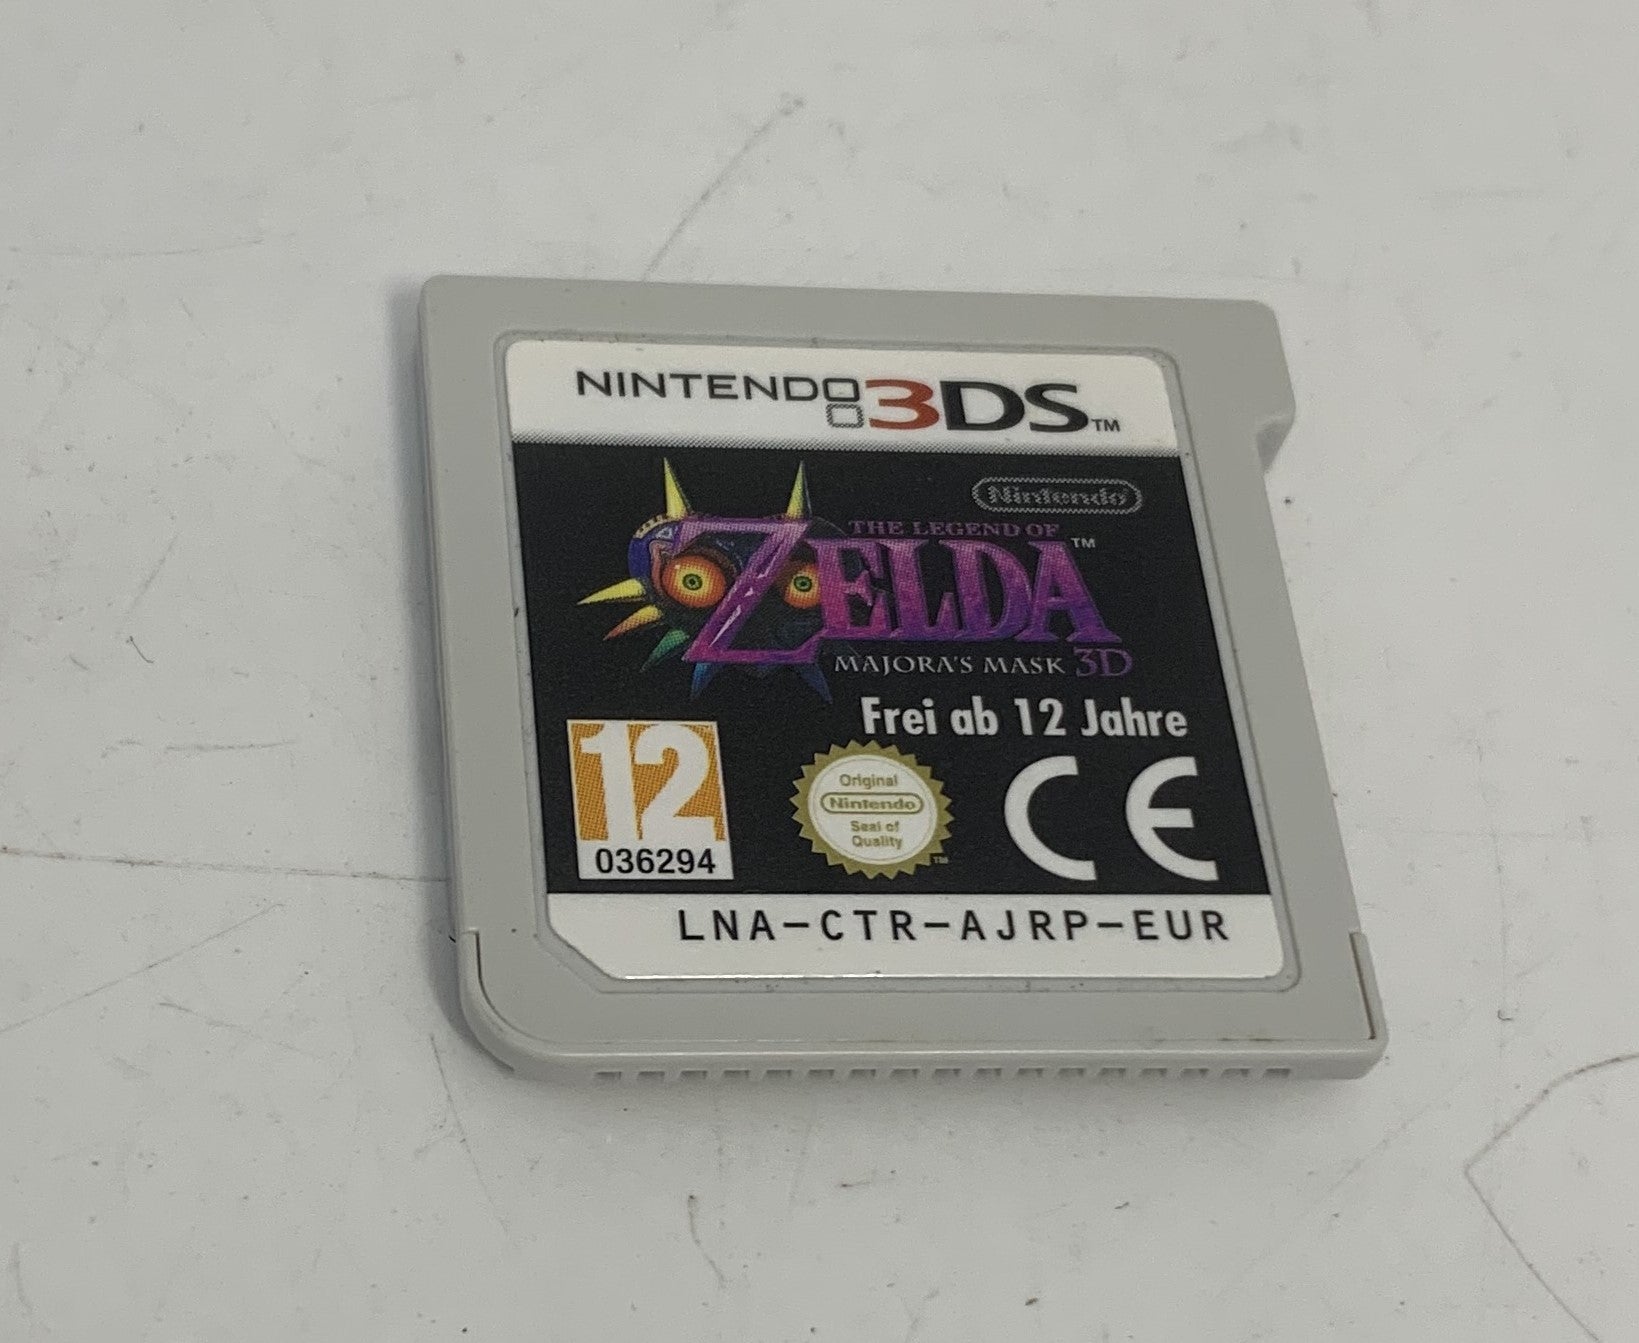 NINTENDO 3DS™
Nintendo
THE LEGEND OF
ZELDA™
MAJORA'S MASK 3D
Frei ab 12 Jahre
12
036294
Original
Nintendo
Seal of
Quality
TM
CE
LNA-CTR-AJRP-EUR